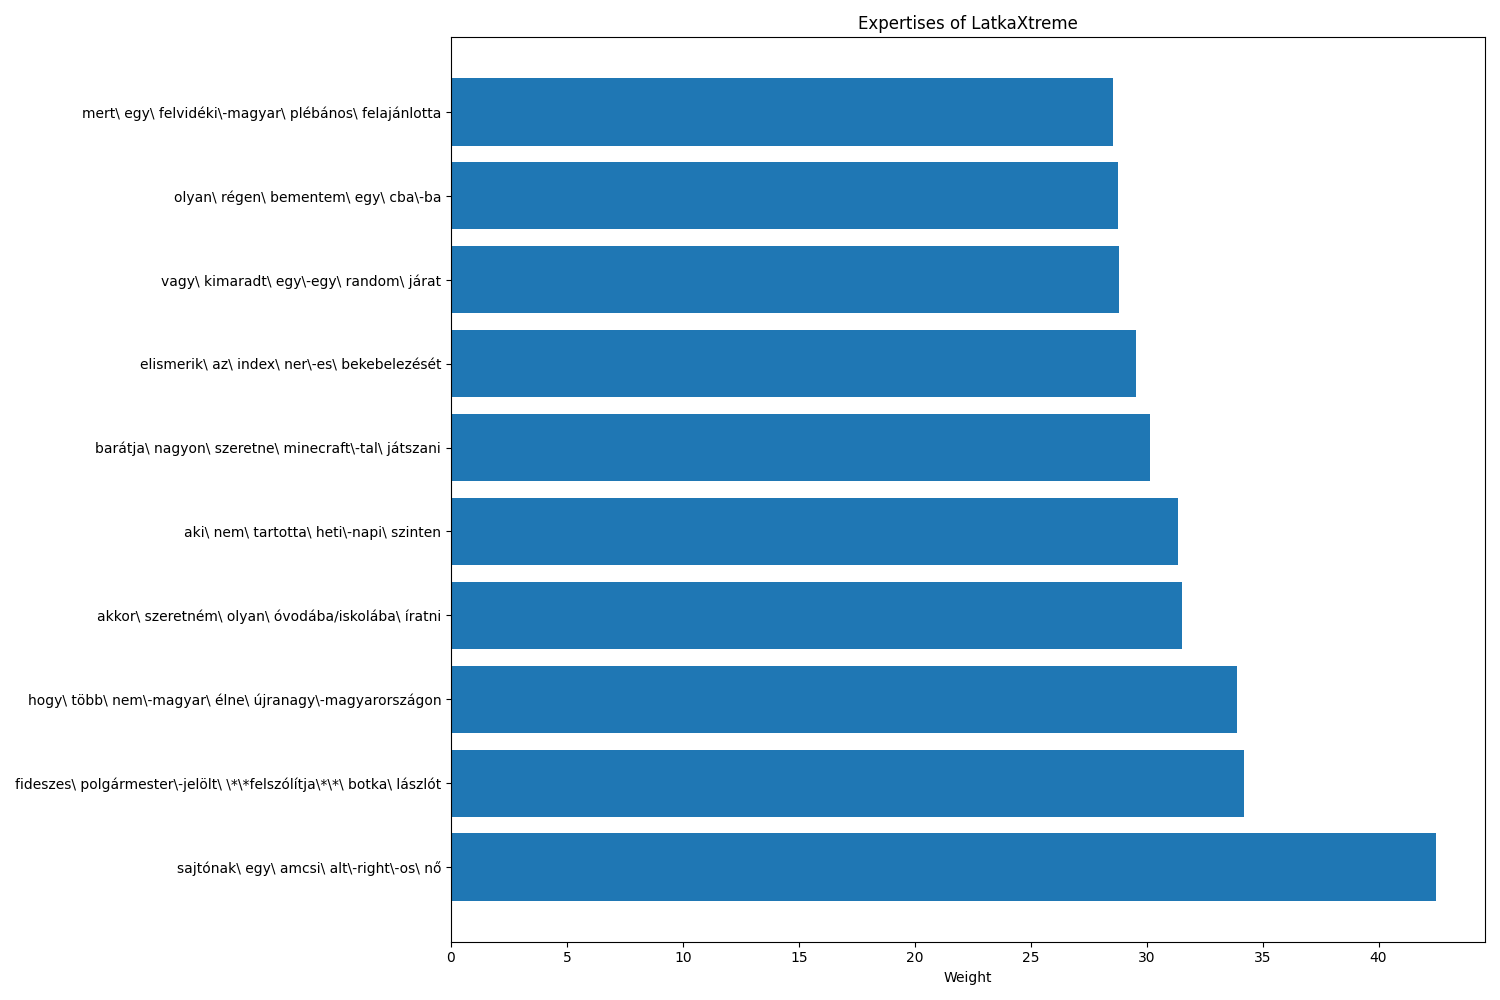 Expertises of LatkaXtreme
mert\ egy\ felvidéki\-magyar\ plébános\ felajánlotta
olyan\ régen\ bementem\ egy\ cba\-ba
vagy\ kimaradt\ egy\-egy\ random\ járat
elismerik\ az\ index\ ner\-es\ bekebelezését
barátja\ nagyon\ szeretne\ minecraft\-tal\ játszani
aki\ nem\ tartotta\ heti\-napi\ szinten
akkor\ szeretném\ olyan\ óvodába/iskolába\ íratni
hogy\ több\ nem\-magyar\ élne\ újranagy\-magyarországon
fideszes\ polgármester\-jelölt\ \*\*felszólítja\*\*\ botka\ lászlót
sajtónak\ egy\ amcsi\ alt\-right\-os\ nő
0 5 10 15 20 25 30 35 40
Weight